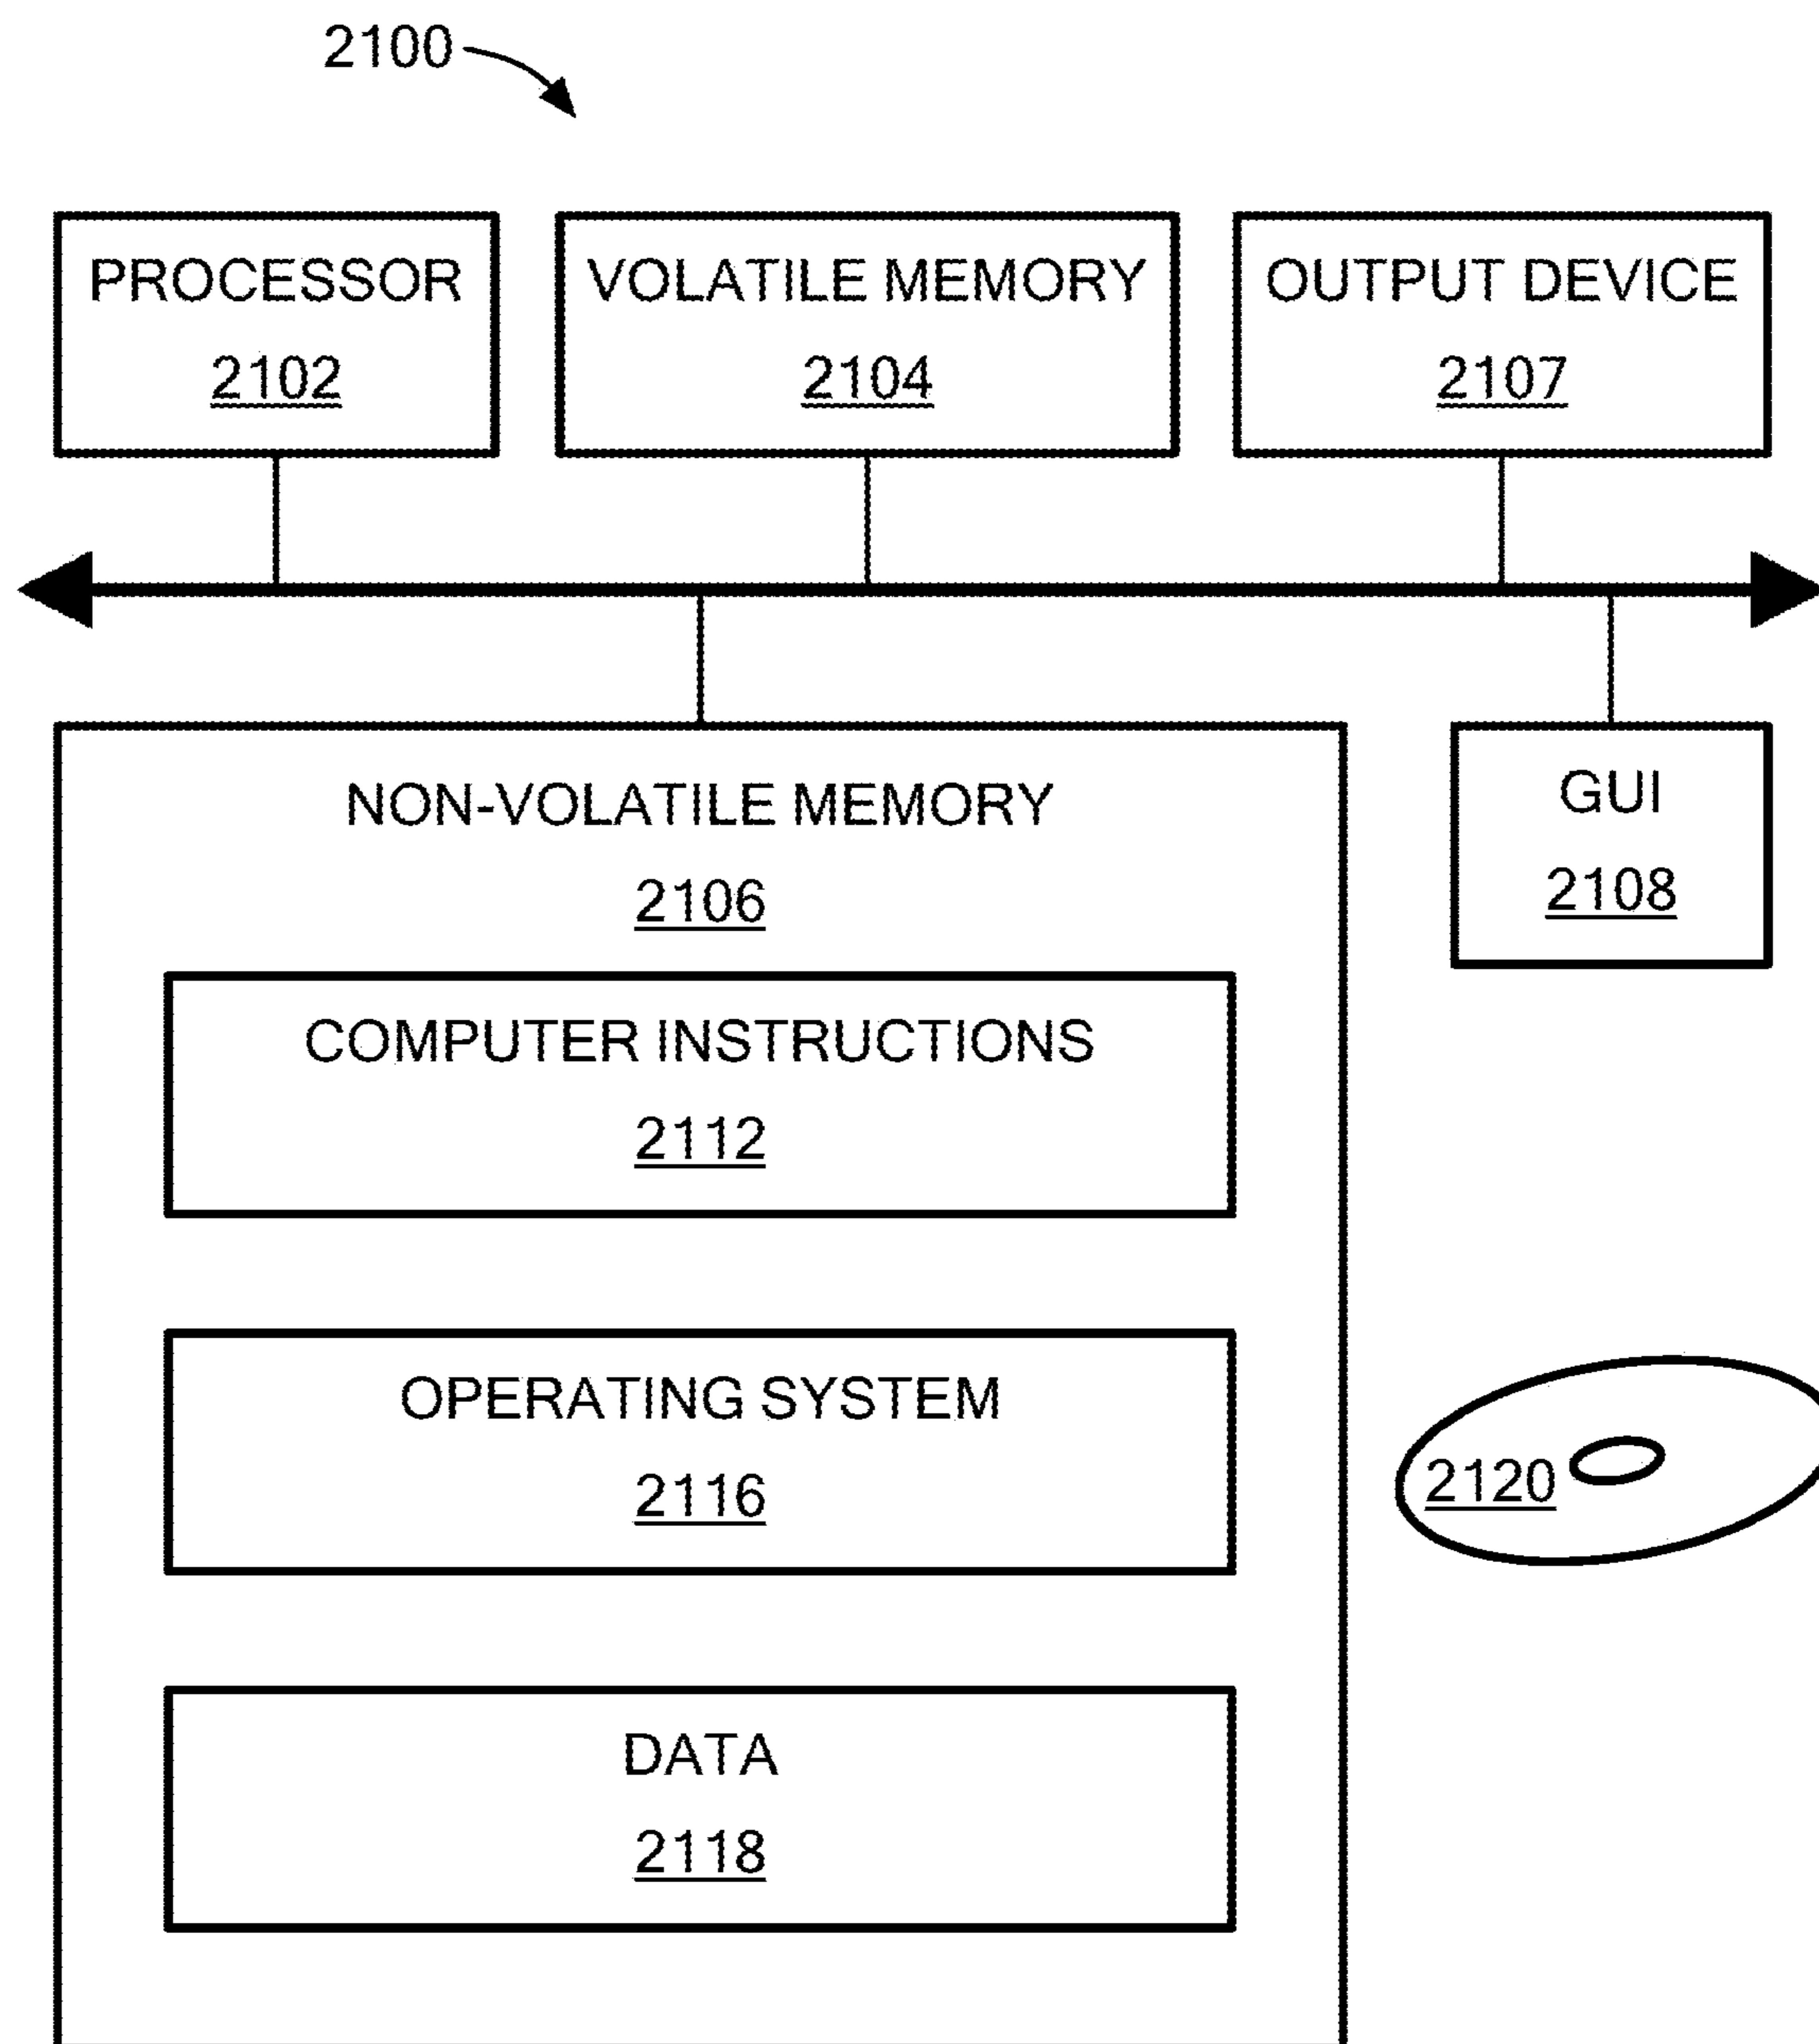 2100
PROCESSOR
2102
VOLATILE MEMORY
2104
OUTPUT DEVICE
2107
NON-VOLATILE MEMORY
2106
GUI
2108
COMPUTER INSTRUCTIONS
2112
OPERATING SYSTEM
2116
2120
DATA
2118